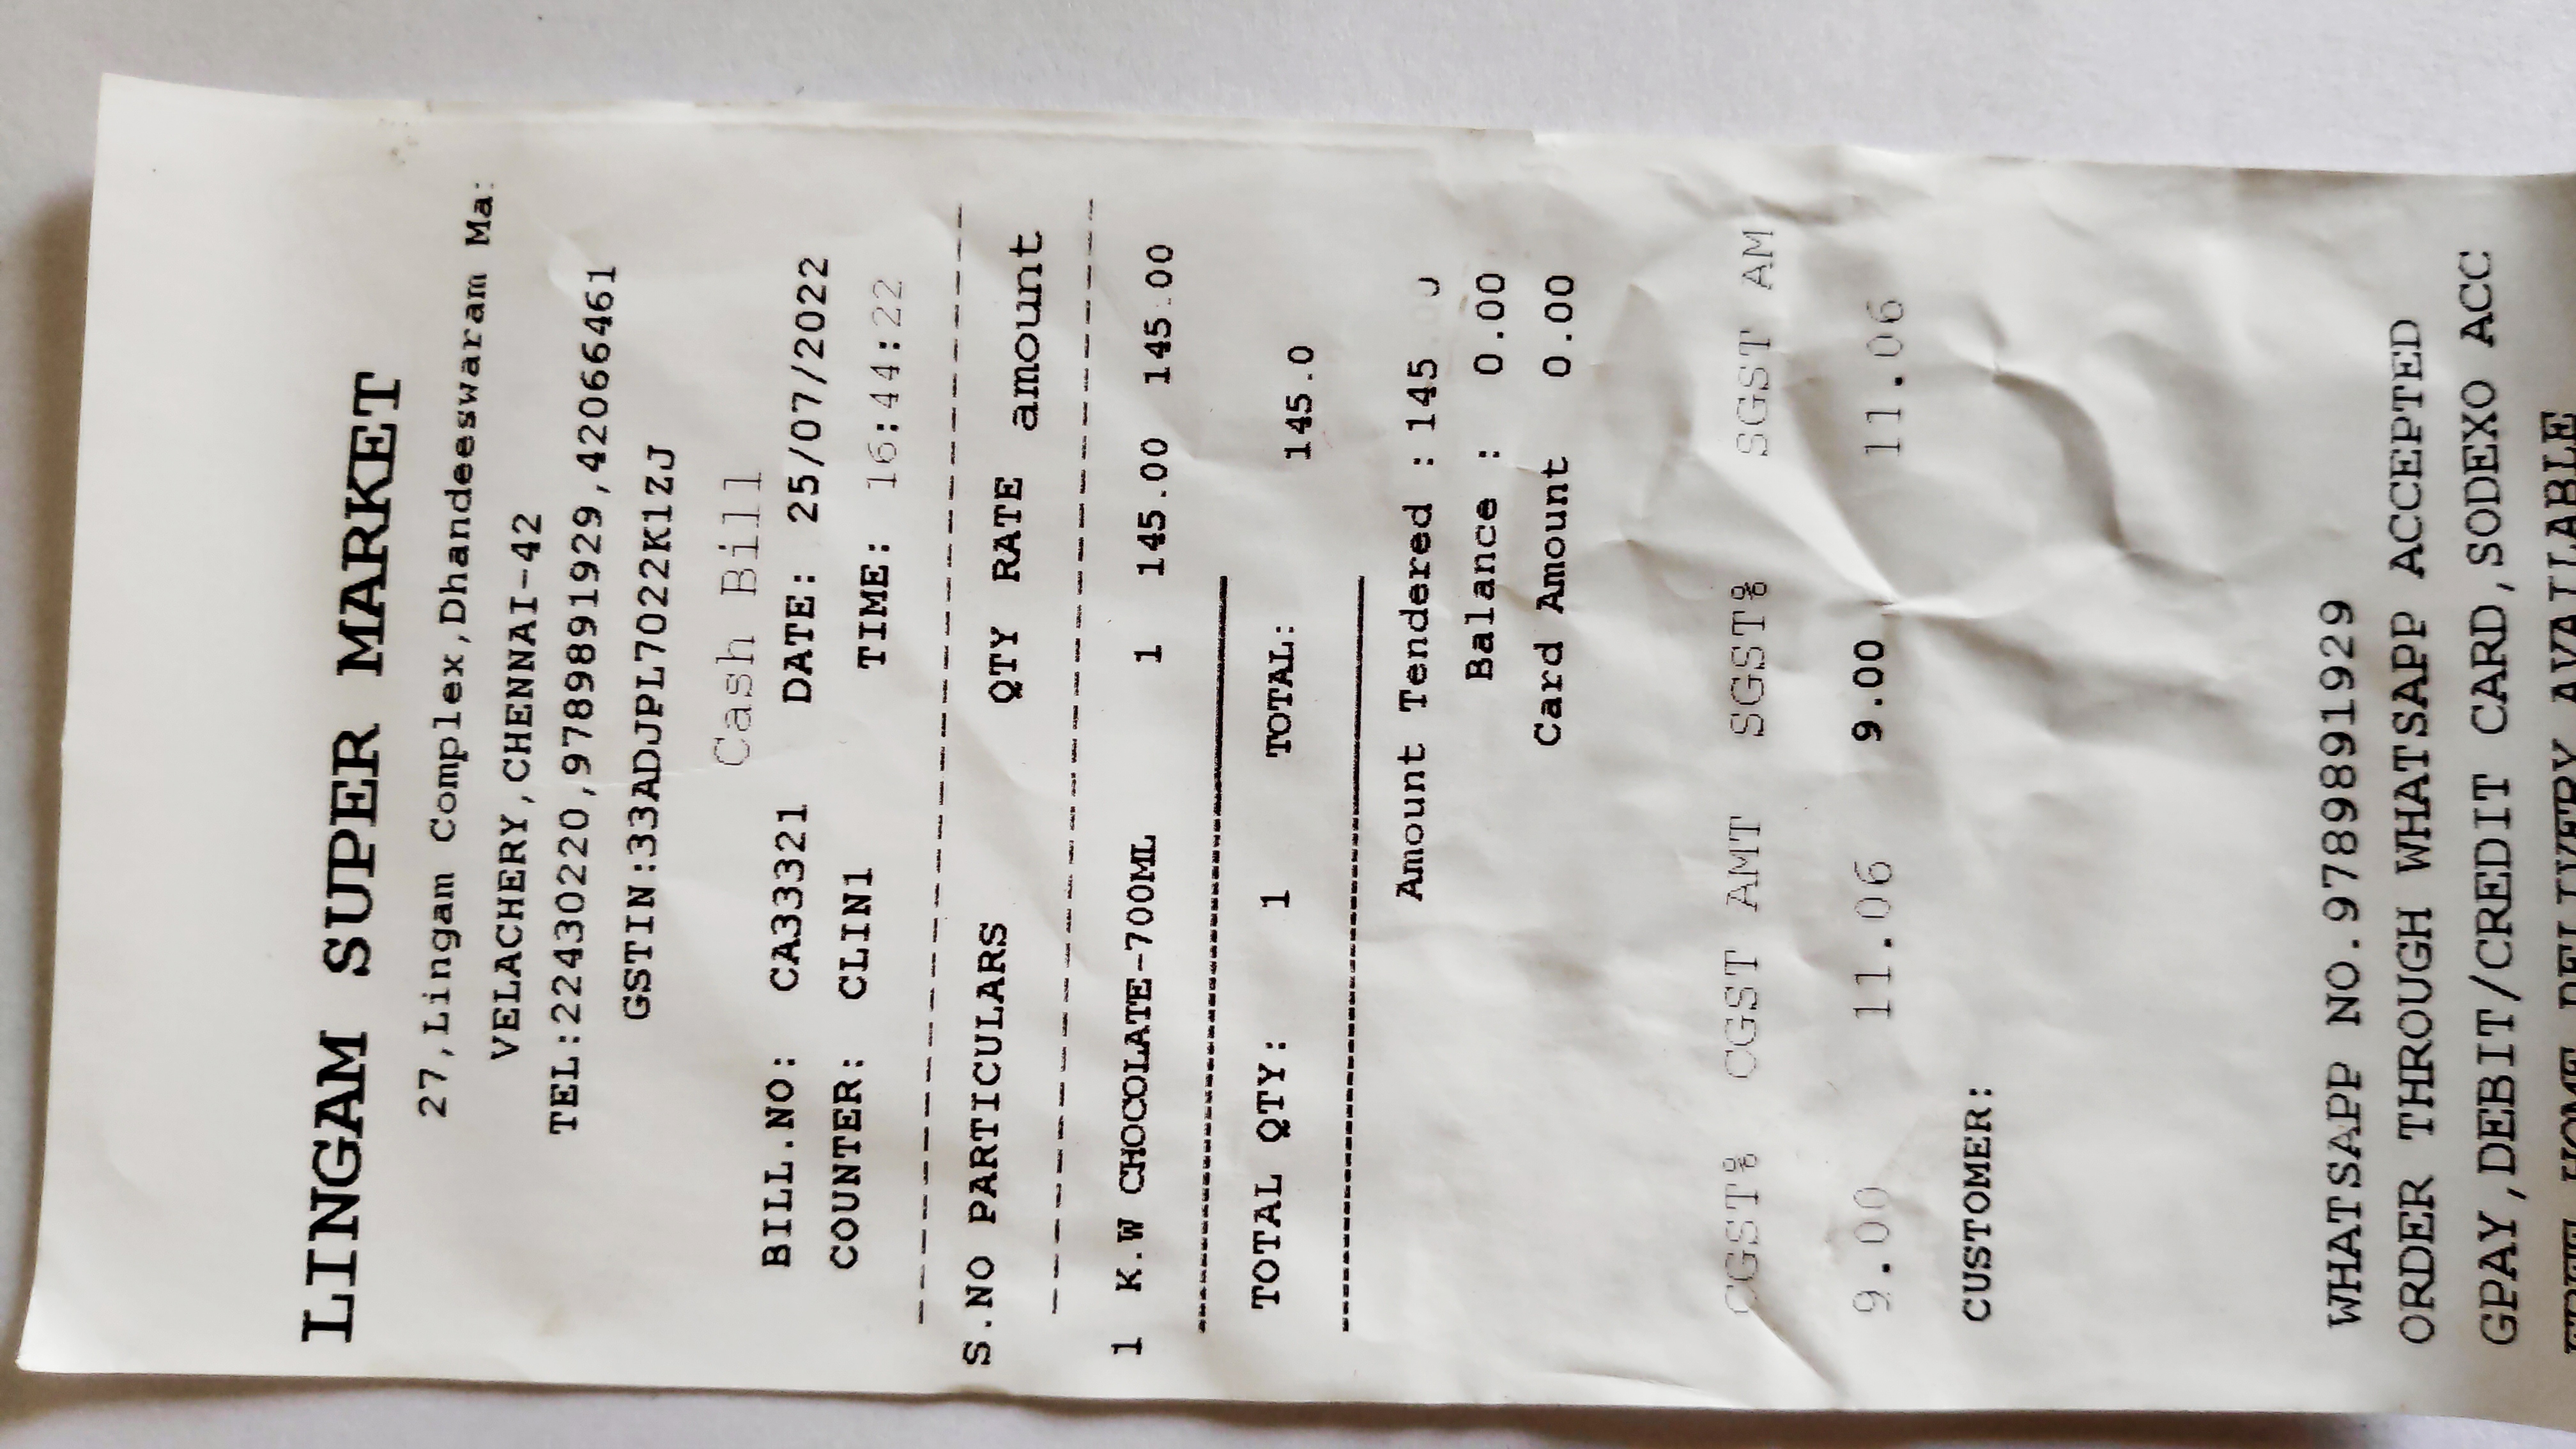 LINGAM SUPER MARKET
27,Lingam Complex,Dhandeeswaram Ma
VELACHERY,CHENNAI-42
TEL:22430220,9789891929,42066461
GSTIN:33ADJPL7022K1ZJ
Cash Bill
BILL.NO: CA33321 DATE: 25/07/2022
COUNTER: CLIN1 TIME: 16:44:22
S.NO PARTICULARS QTY RATE amount
1 K.W CHOCOLATE-700ML 1 145.00 145.00
TOTAL QTY: 1 TOTAL: 145.0
Amount Tendered : 145
Balance : 0.00
Card Amount 0.00
CGST% CGST AMT SGST% SGST AM
9.00 11.06 9.00 11.06
CUSTOMER:
WHATSAPP NO.9789891929
ORDER THROUGH WHATSAPP ACCEPTED
GPAY,DEBIT/CREDIT CARD,SODEXO ACC
FREE HOME DELIVERY AVAILABLE